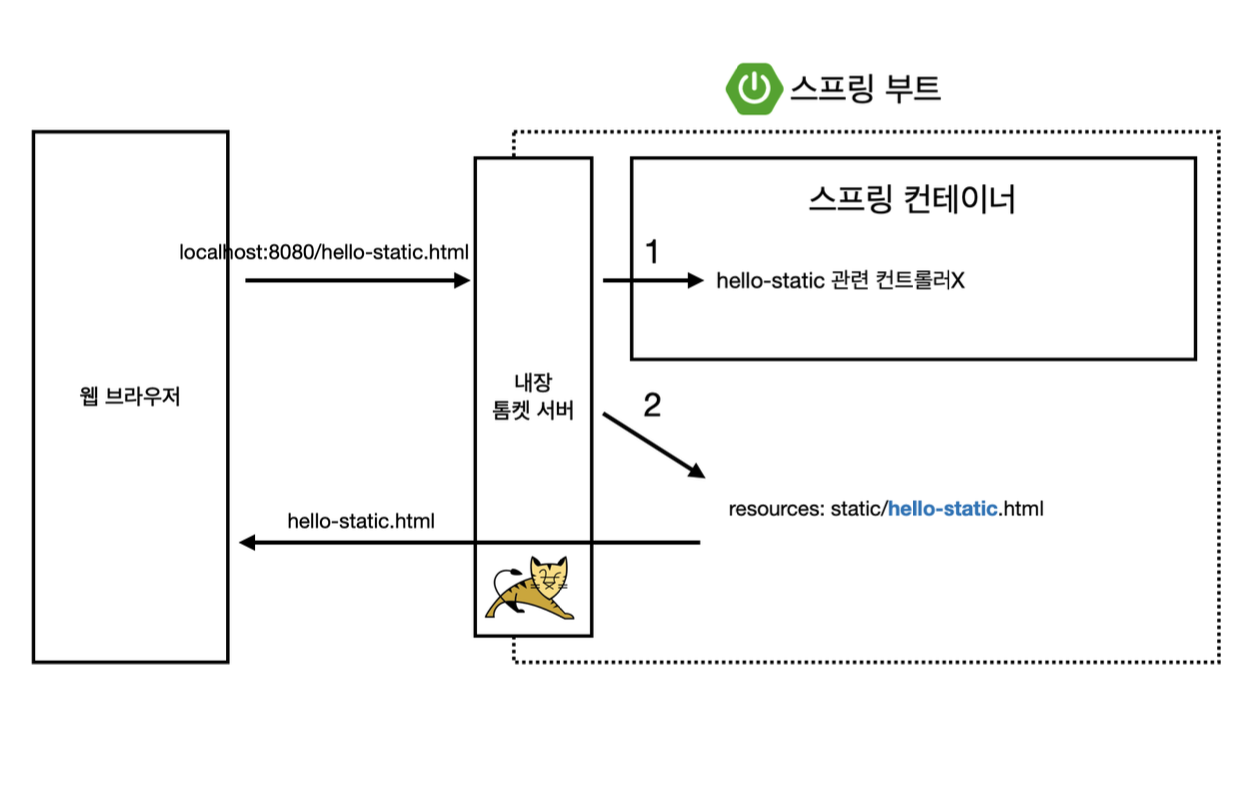 스프링 부트
스프링 컨테이너
localhost:8080/hello-static.html
1
hello-static 관련 컨트롤러X
웹 브라우저
내장
톰켓 서버
2
resources: static/hello-static.html
hello-static.html